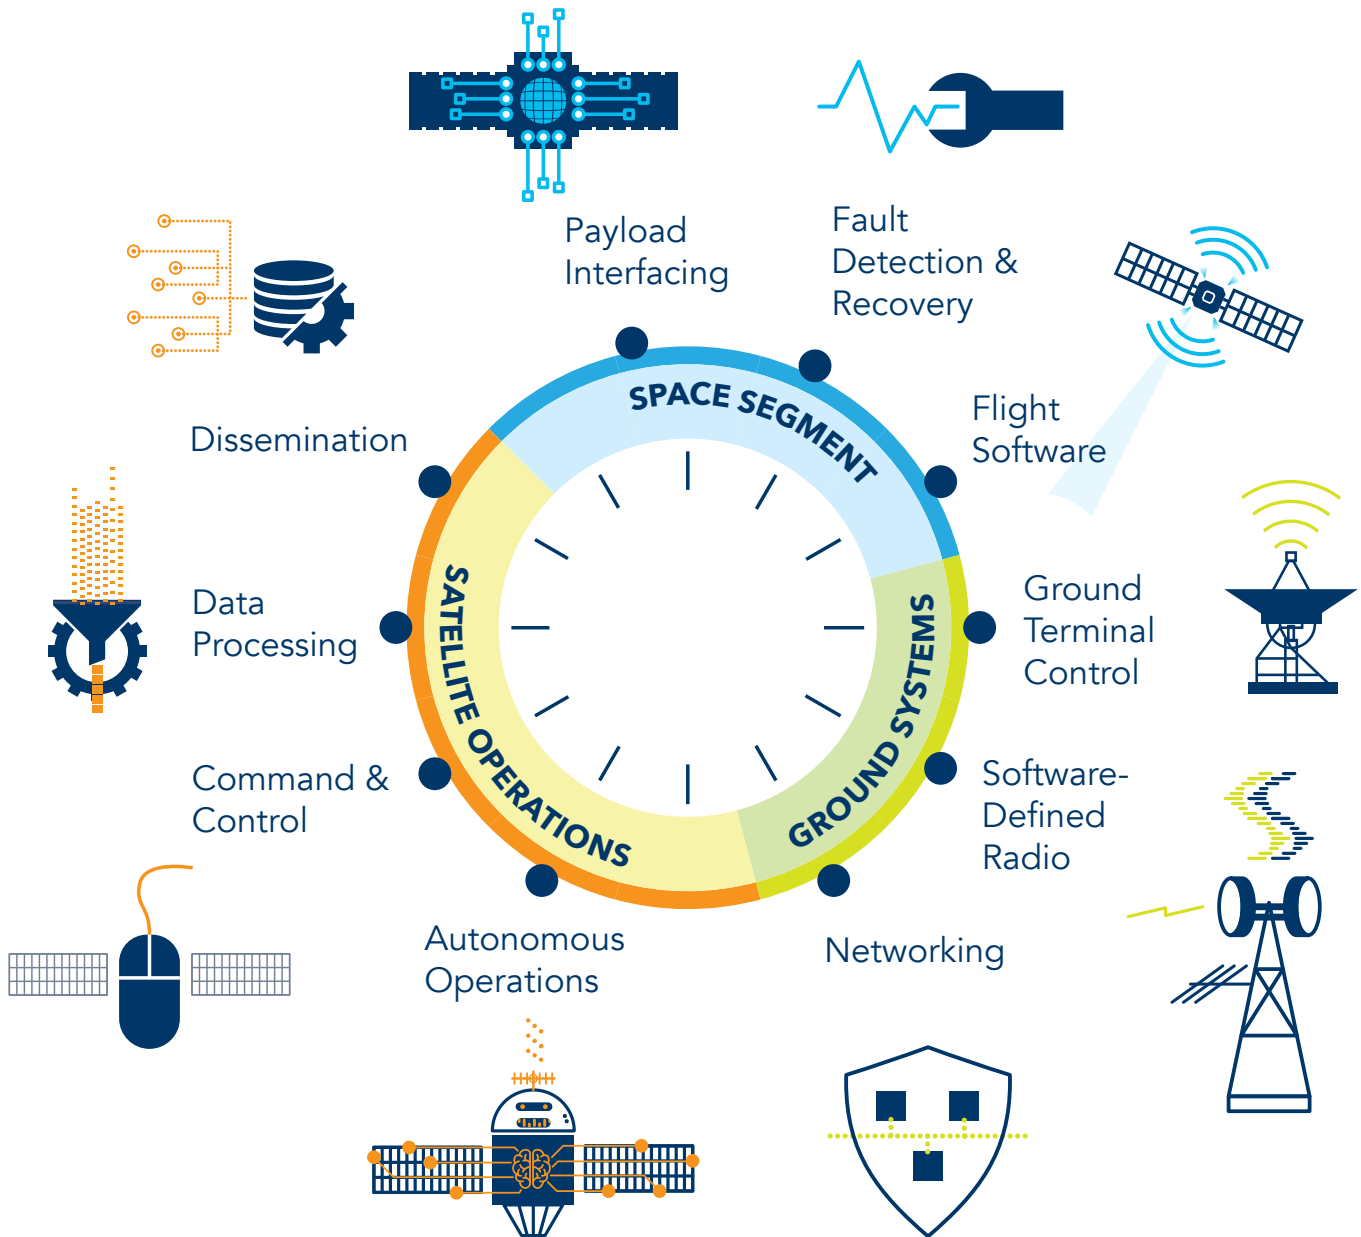 Payload
Interfacing
Fault
Detection &
Recovery
Flight
Software
Ground
Terminal
Control
Software-
Defined
Radio
Networking
Autonomous
Operations
Command &
Control
Data
Processing
Dissemination
SPACE SEGMENT
GROUND SYSTEMS
SATELLITE OPERATIONS